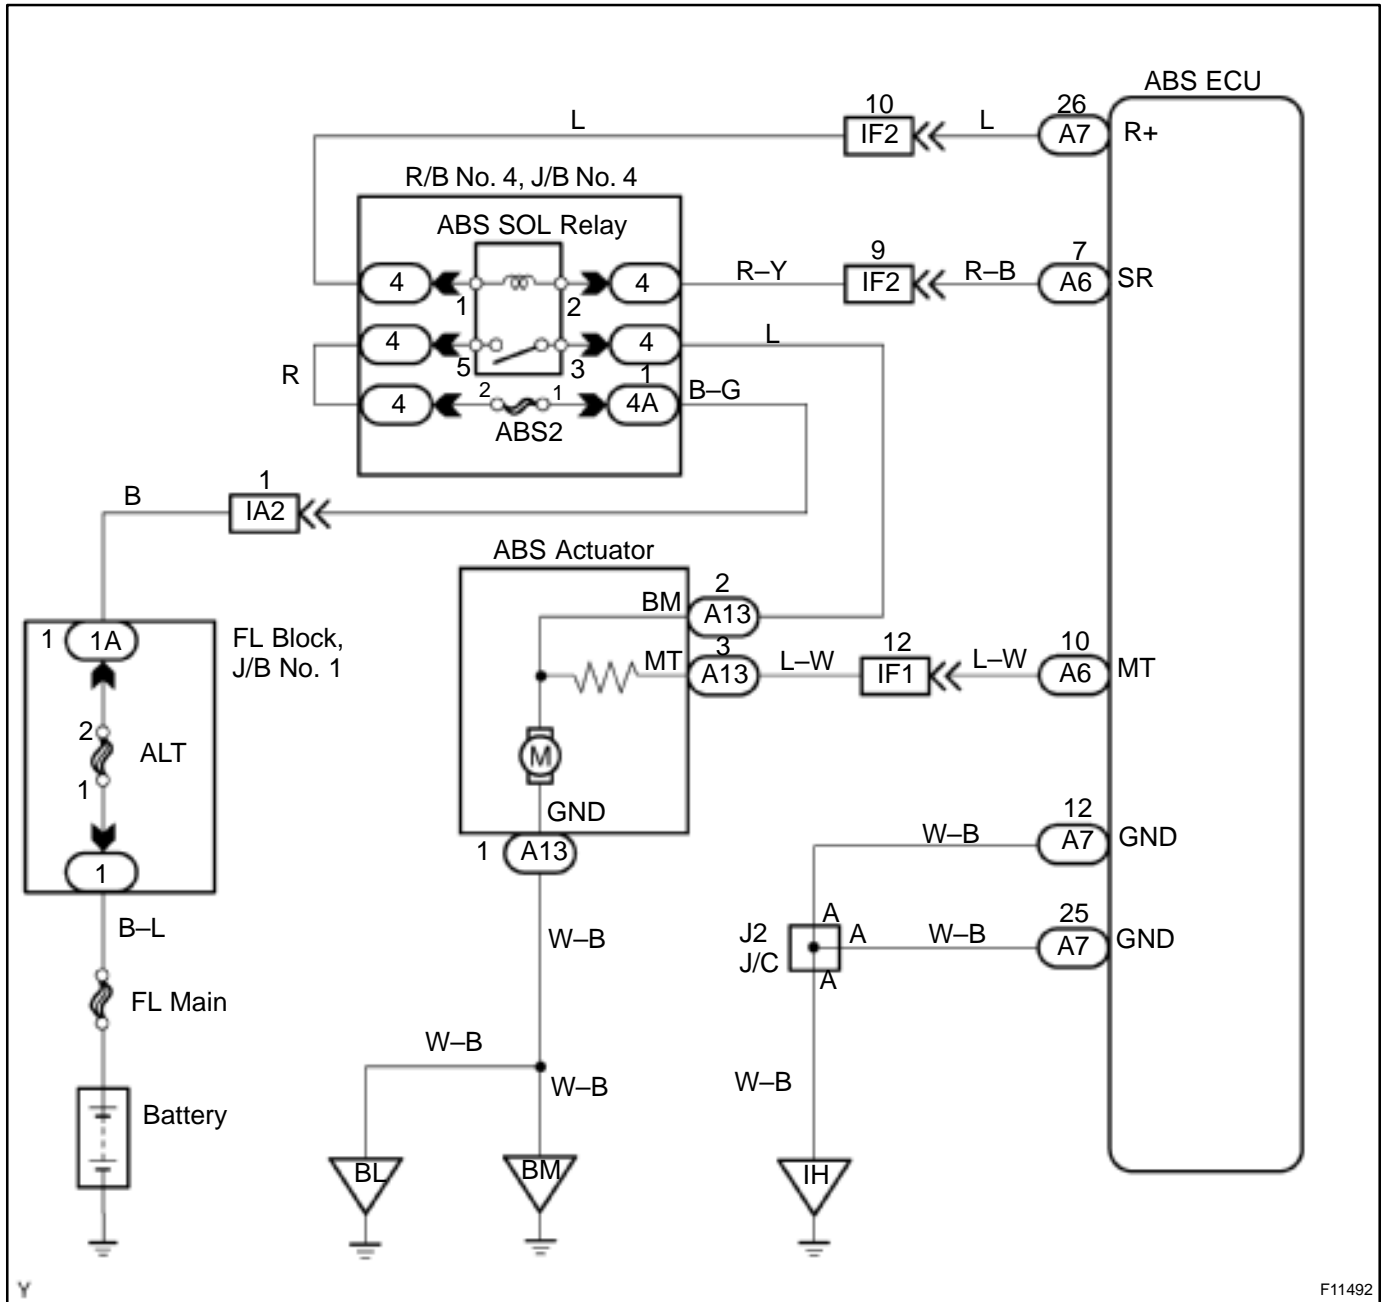 ABS ECU
10
26
L
IF2
L
A7
R+
R/B No. 4, J/B No. 4
ABS SOL Relay
9
7
4
4
R–Y
IF2
R–B
A6
SR
1
2
4
4
L
5
3
1
R
2
1
B–G
4
4A
ABS2
1
B
IA2
ABS Actuator
2
BM
A13
1
1A
FL Block,
J/B No. 1
3
12
10
MT
A13
L–W
IF1
L–W
A6
MT
2
ALT
M
1
GND
12
W–B
A7
GND
1
A13
1
25
B–L
W–B
J2
J/C
A
A
A
W–B
A7
GND
FL Main
W–B
W–B
W–B
Battery
BL
BM
IH
Y
F11492